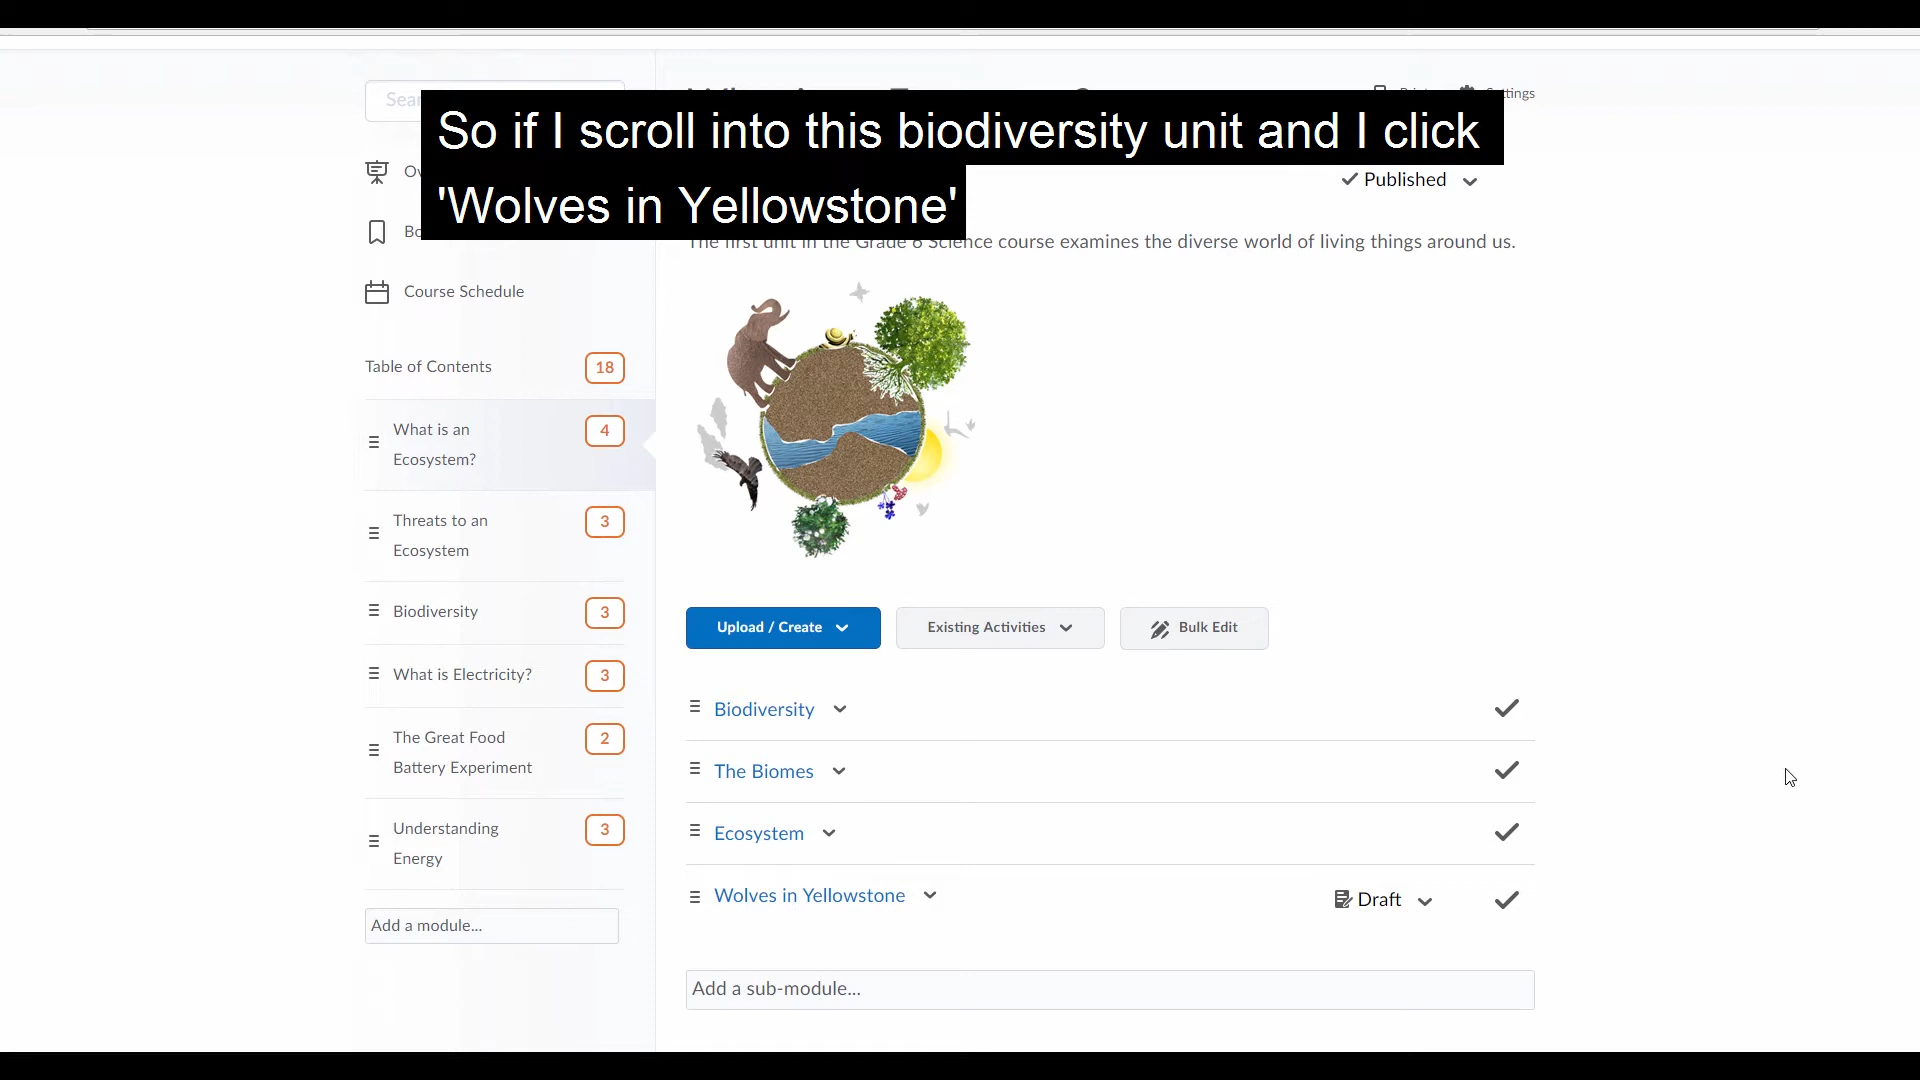 So if I scroll into this biodiversity unit and I click
'Wolves in Yellowstone'
Settings
Published
The first unit in the Grade 6 Science course examines the diverse world of living things around us.
Course Schedule
Table of Contents
18
What is an
Ecosystem?
4
Threats to an
Ecosystem
3
Biodiversity
3
What is Electricity?
3
The Great Food
Battery Experiment
2
Understanding
Energy
3
Add a module...
Upload / Create
Existing Activities
Bulk Edit
Biodiversity
The Biomes
Ecosystem
Wolves in Yellowstone
Draft
Add a sub-module...